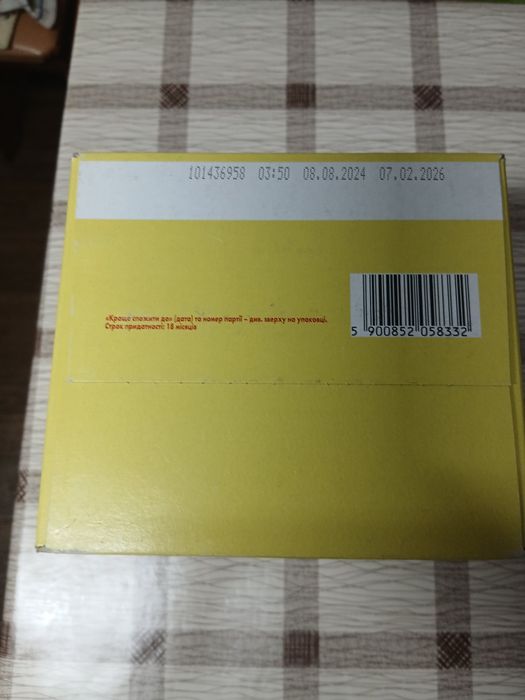 101436958 03:50 08.08.2024 07.02.2026
«Краще спожити до» (дата) та номер партії – див. зверху на упаковці.
Строк придатності: 18 місяців
5 900852 058332